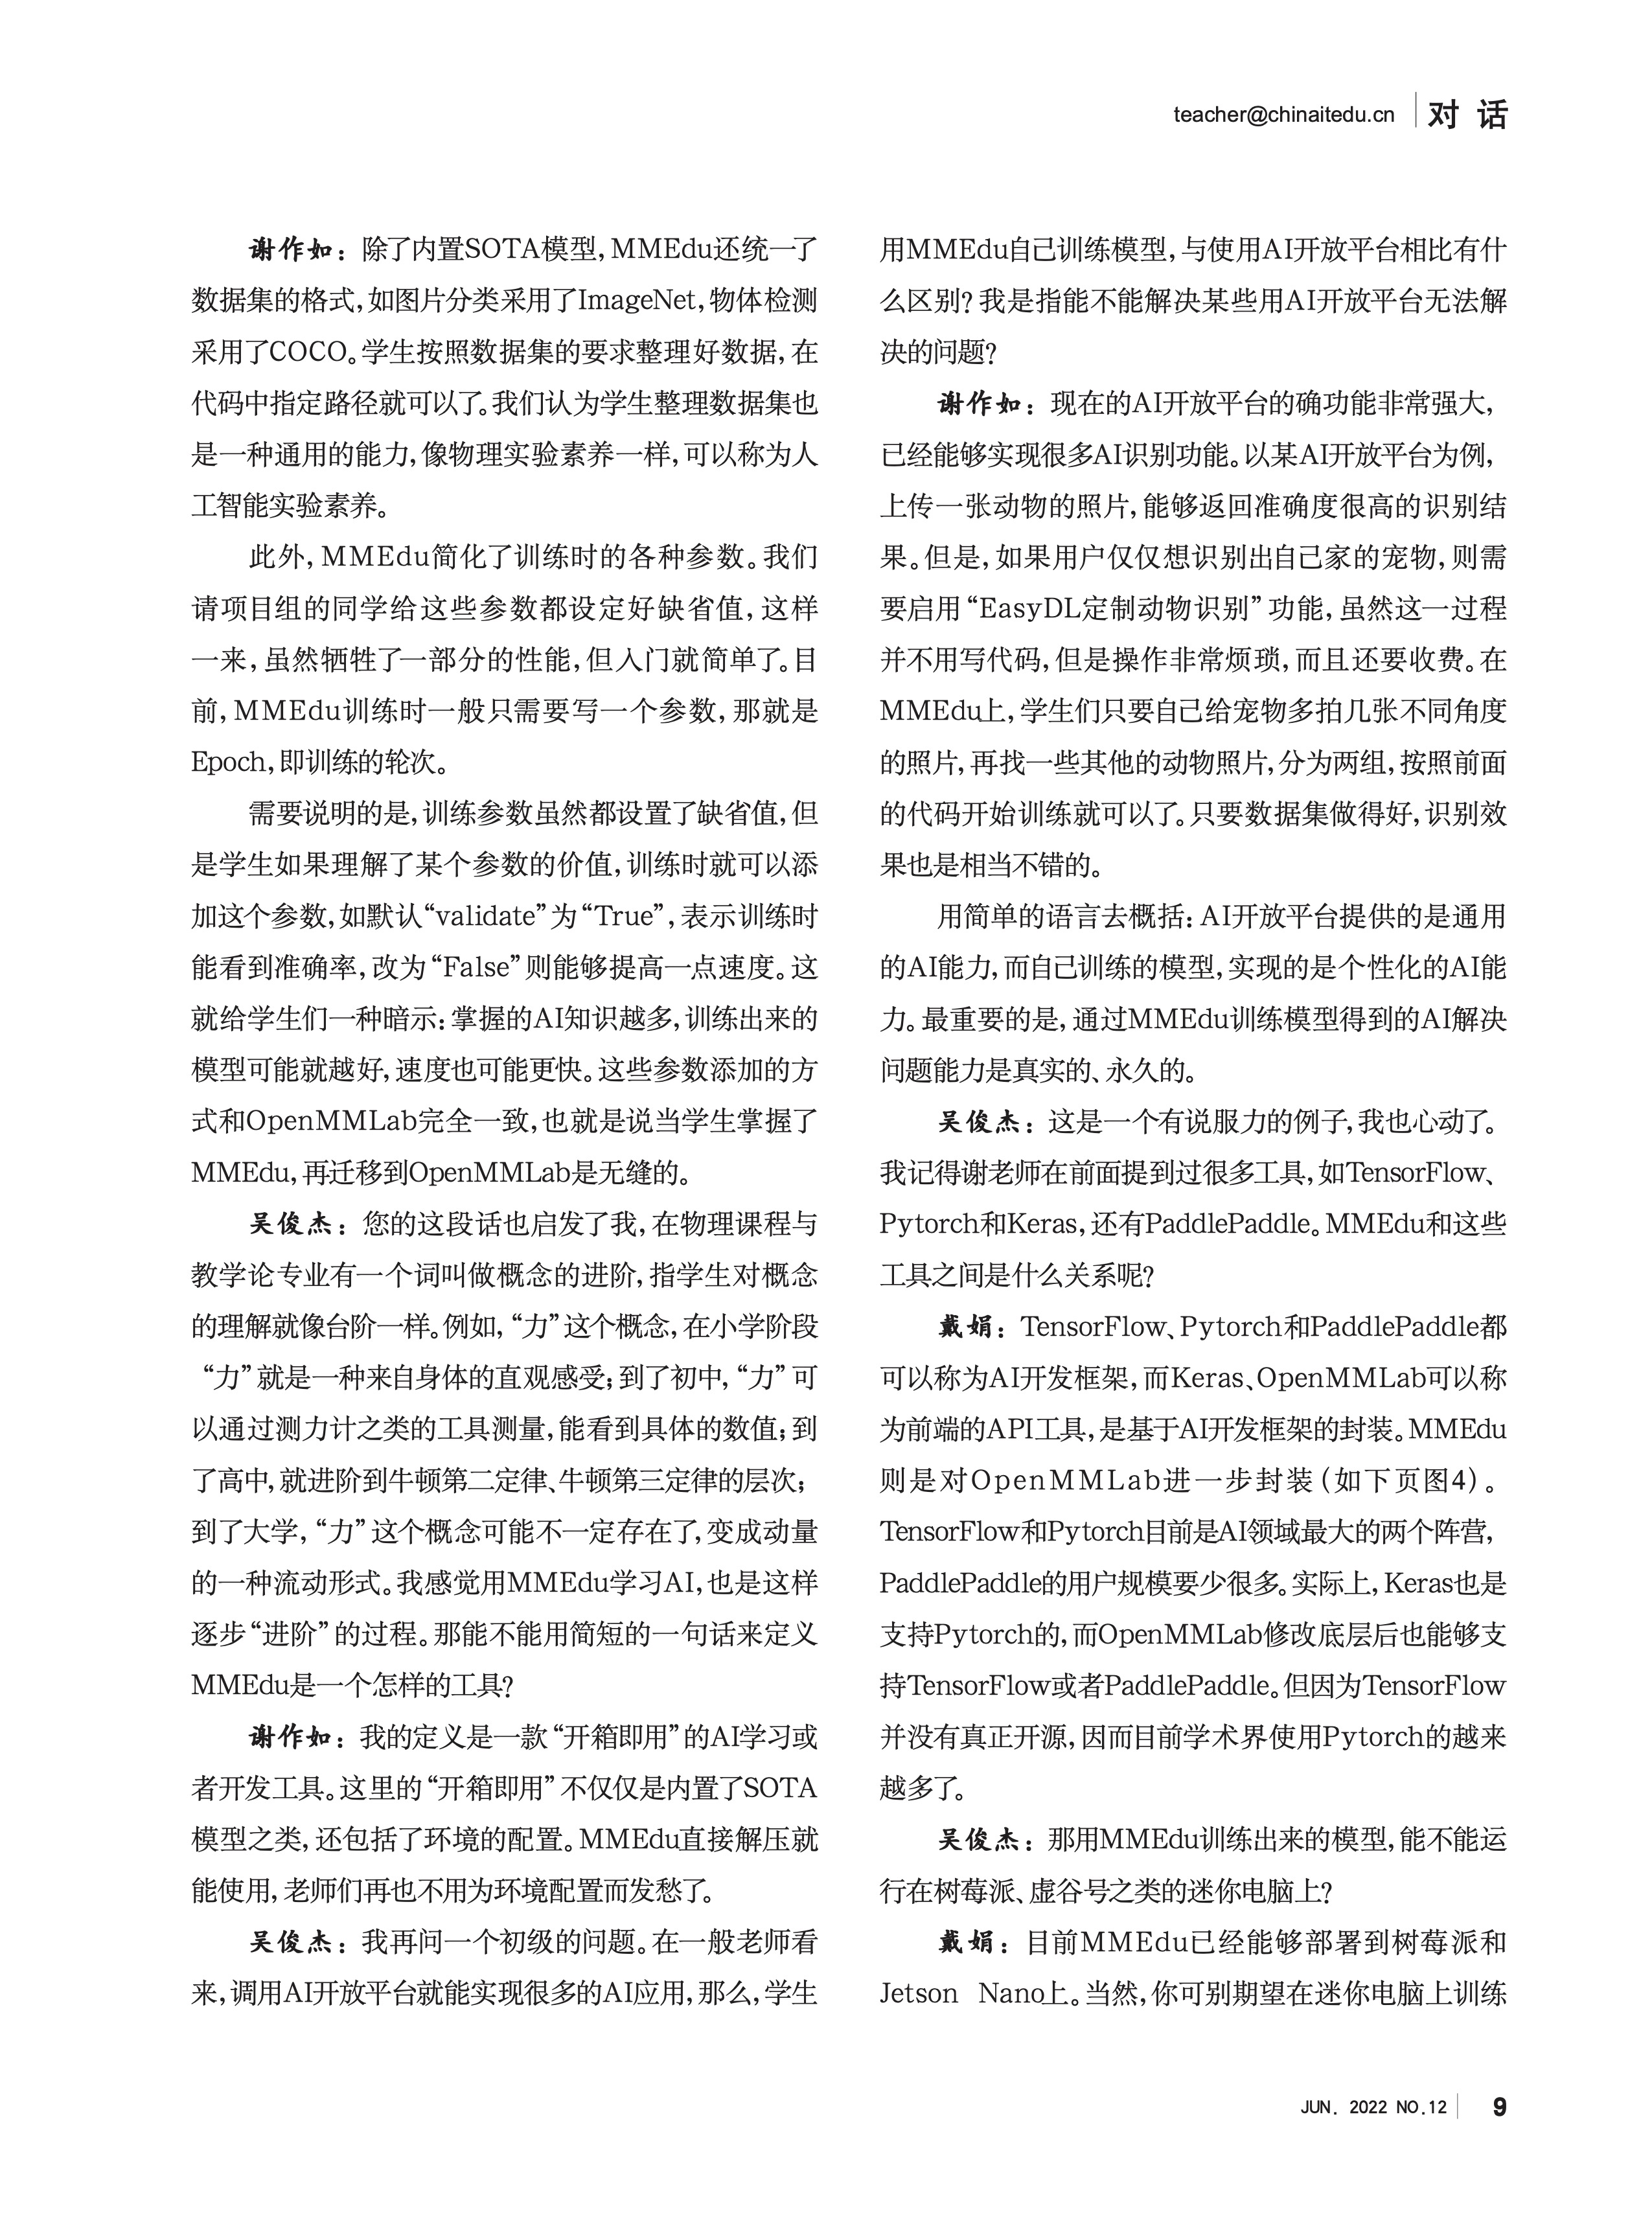 teacher@chinaitedu.cn 对 话
谢作如：除了内置SOTA模型，MMEdu还统一了
数据集的格式，如图片分类采用了ImageNet，物体检测
采用了COCO。学生按照数据集的要求整理好数据，在
代码中指定路径就可以了。我们认为学生整理数据集也
是一种通用的能力，像物理实验素养一样，可以称为人
工智能实验素养。
此外，MMEdu简化了训练时的各种参数。我们
请项目组的同学给这些参数都设定好缺省值，这样
一来，虽然牺牲了一部分的性能，但入门就简单了。目
前，MMEdu训练时一般只需要写一个参数，那就是
Epoch，即训练的轮次。
需要说明的是，训练参数虽然都设置了缺省值，但
是学生如果理解了某个参数的价值，训练时就可以添
加这个参数，如默认“validate”为“True”，表示训练时
能看到准确率，改为“False”则能够提高一点速度。这
就给学生们一种暗示：掌握的AI知识越多，训练出来的
模型可能就越好，速度也可能更快。这些参数添加的方
式和OpenMMLab完全一致，也就是说当学生掌握了
MMEdu，再迁移到OpenMMLab是无缝的。
吴俊杰：您的这段话也启发了我，在物理课程与
教学论专业有一个词叫做概念的进阶，指学生对概念
的理解就像台阶一样。例如，“力”这个概念，在小学阶段
“力”就是一种来自身体的直观感受；到了初中，“力”可
以通过测力计之类的工具测量，能看到具体的数值；到
了高中，就进阶到牛顿第二定律、牛顿第三定律的层次；
到了大学，“力”这个概念可能不一定存在了，变成动量
的一种流动形式。我感觉用MMEdu学习AI，也是这样
逐步“进阶”的过程。那能不能用简短的一句话来定义
MMEdu是一个怎样的工具？
谢作如：我的定义是一款“开箱即用”的AI学习或
者开发工具。这里的“开箱即用”不仅仅是内置了SOTA
模型之类，还包括了环境的配置。MMEdu直接解压就
能使用，老师们再也不用为环境配置而发愁了。
吴俊杰：我再问一个初级的问题。在一般老师看
来，调用AI开放平台就能实现很多的AI应用，那么，学生
用MMEdu自己训练模型，与使用AI开放平台相比有什
么区别？我是指能不能解决某些用AI开放平台无法解
决的问题？
谢作如：现在的AI开放平台的确功能非常强大，
已经能够实现很多AI识别功能。以某AI开放平台为例，
上传一张动物的照片，能够返回准确度很高的识别结
果。但是，如果用户仅仅想识别出自己家的宠物，则需
要启用“EasyDL定制动物识别”功能，虽然这一过程
并不用写代码，但是操作非常烦琐，而且还要收费。在
MMEdu上，学生们只要自己给宠物多拍几张不同角度
的照片，再找一些其他的动物照片，分为两组，按照前面
的代码开始训练就可以了。只要数据集做得好，识别效
果也是相当不错的。
用简单的语言去概括：AI开放平台提供的是通用
的AI能力，而自己训练的模型，实现的是个性化的AI能
力。最重要的是，通过MMEdu训练模型得到的AI解决
问题能力是真实的、永久的。
吴俊杰：这是一个有说服力的例子，我也心动了。
我记得谢老师在前面提到过很多工具，如TensorFlow、
Pytorch和Keras，还有PaddlePaddle。MMEdu和这些
工具之间是什么关系呢？
戴娟：TensorFlow、Pytorch和PaddlePaddle都
可以称为AI开发框架，而Keras、OpenMMLab可以称
为前端的API工具，是基于AI开发框架的封装。MMEdu
则是对OpenMMLab进一步封装（如下页图4）。
TensorFlow和Pytorch目前是AI领域最大的两个阵营，
PaddlePaddle的用户规模要少很多。实际上，Keras也是
支持Pytorch的，而OpenMMLab修改底层后也能够支
持TensorFlow或者PaddlePaddle。但因为TensorFlow
并没有真正开源，因而目前学术界使用Pytorch的越来
越多了。
吴俊杰：那用MMEdu训练出来的模型，能不能运
行在树莓派、虚谷号之类的迷你电脑上？
戴娟：目前MMEdu已经能够部署到树莓派和
Jetson Nano上。当然，你可别期望在迷你电脑上训练
JUN. 2022 NO.12 9